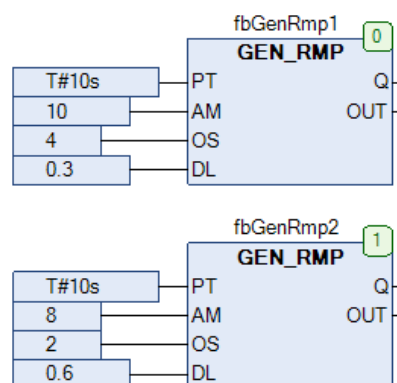 fbGenRmp1
0
GEN_RMP
T#10s PT Q
10 AM OUT
4 OS
0.3 DL
fbGenRmp2
1
GEN_RMP
T#10s PT Q
8 AM OUT
2 OS
0.6 DL